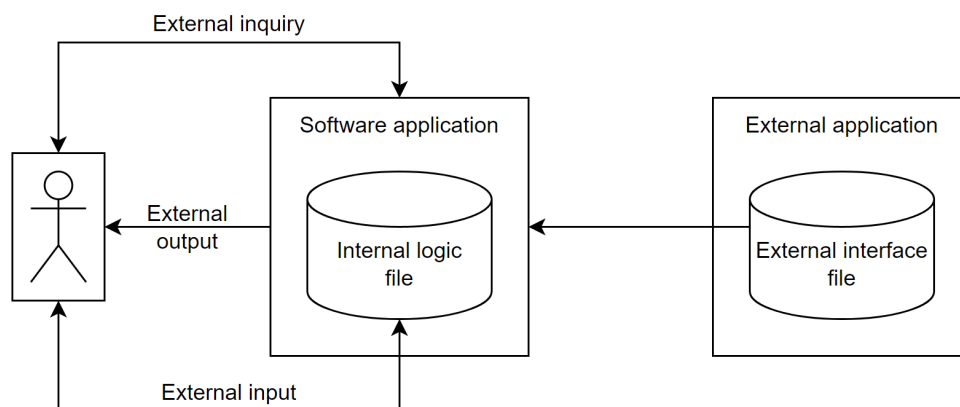 External inquiry
Software application
External application
External
output
Internal logic
file
External interface
file
External input